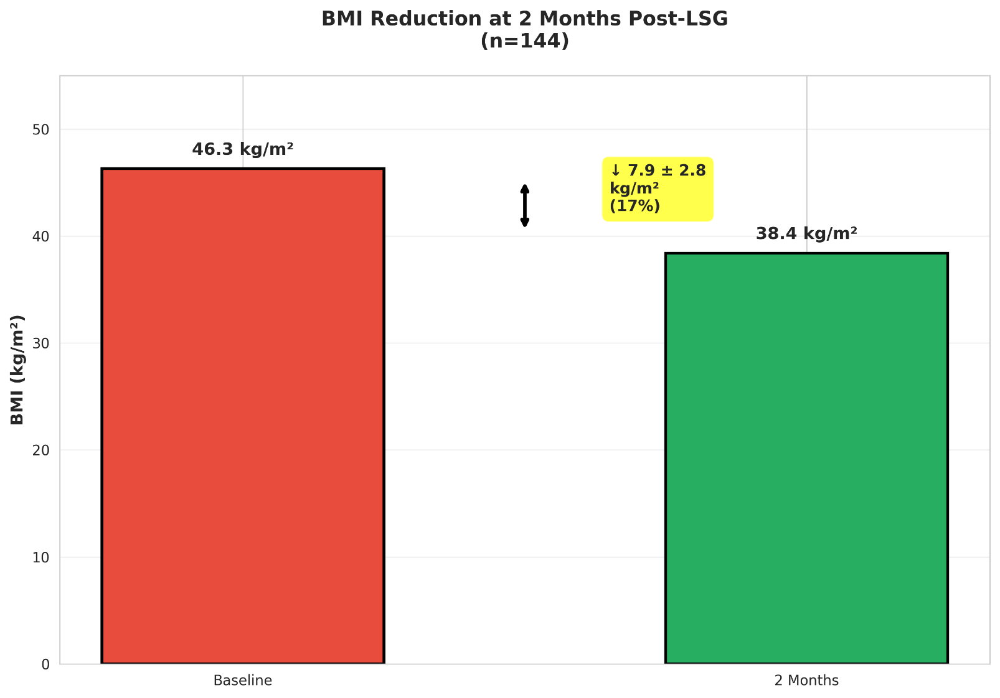 BMI Reduction at 2 Months Post-LSG
(n=144)
BMI (kg/m²)
50
40
30
20
10
0
46.3 kg/m²
↓ 7.9 ± 2.8
kg/m²
(17%)
38.4 kg/m²
Baseline
2 Months